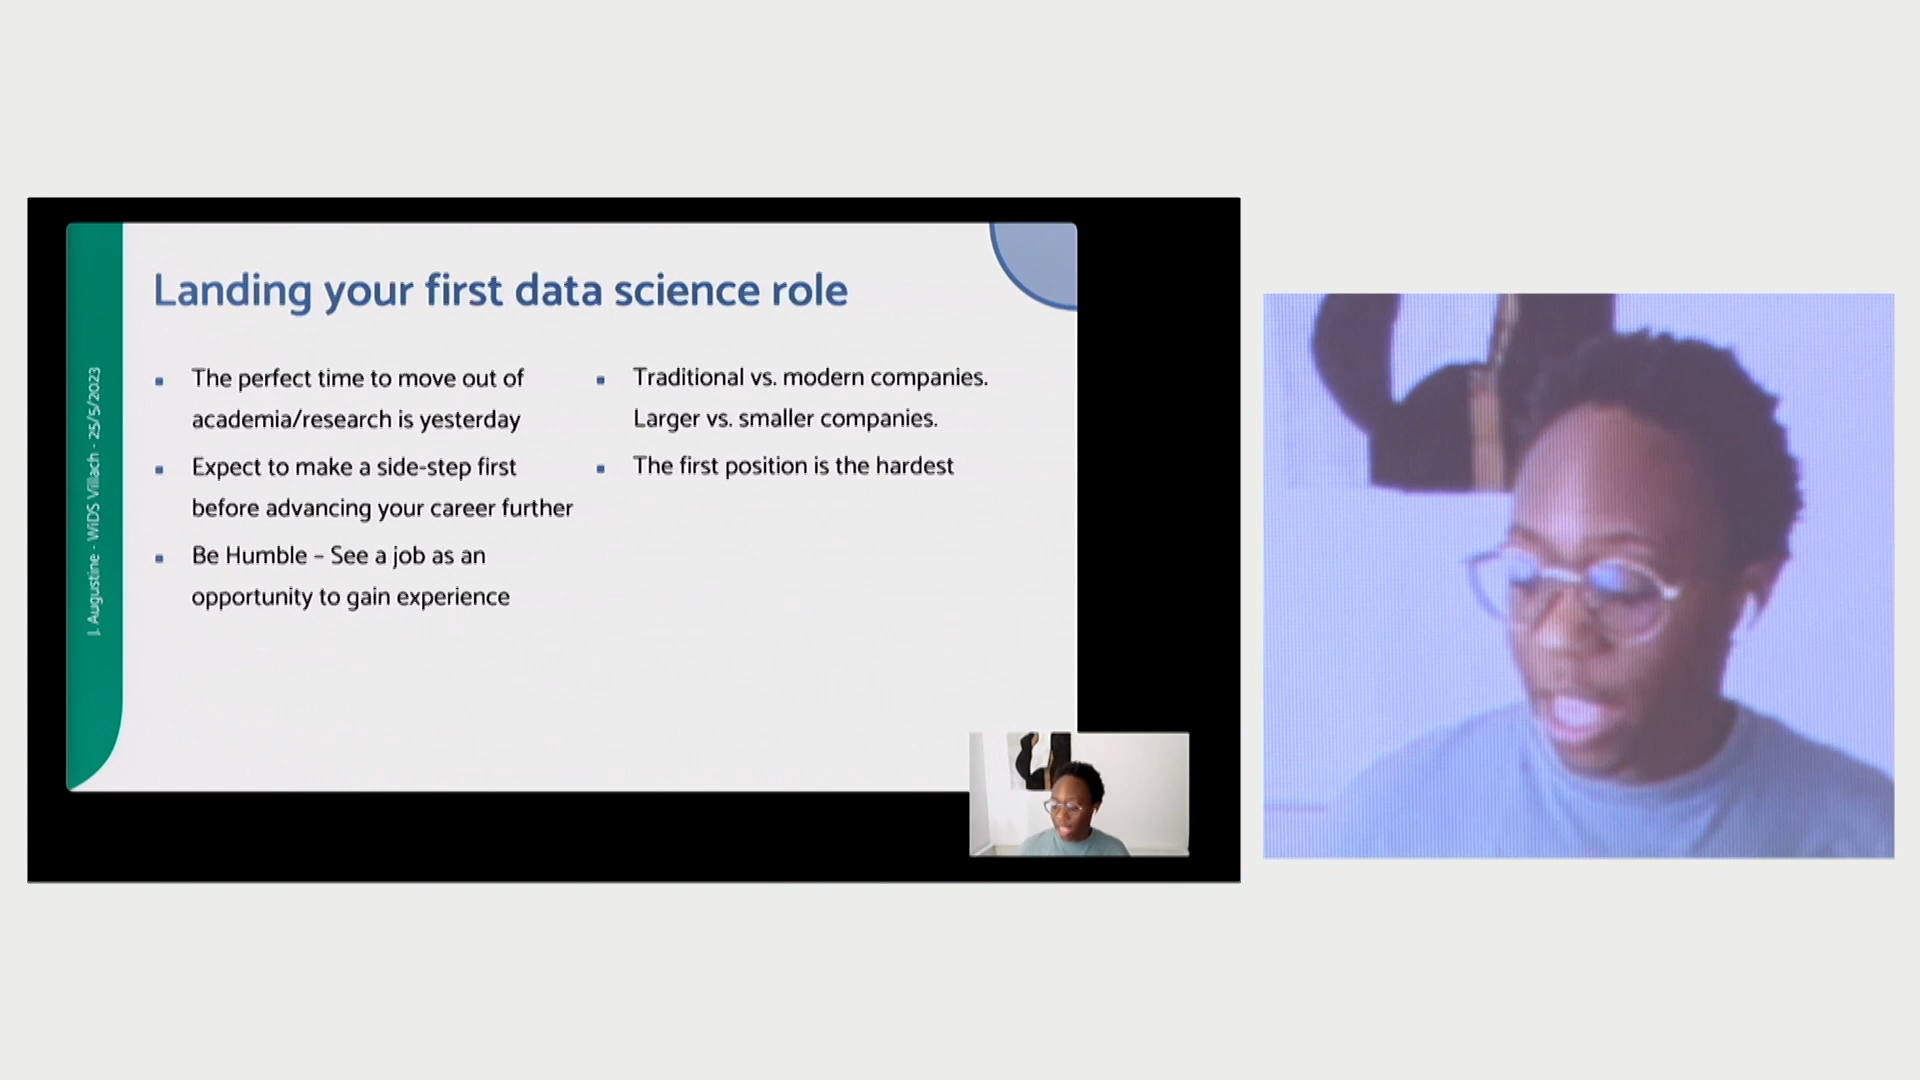 Landing your first data science role
The perfect time to move out of
academia/research is yesterday
Expect to make a side-step first
before advancing your career further
Be Humble – See a job as an
opportunity to gain experience
Traditional vs. modern companies.
Larger vs. smaller companies.
The first position is the hardest
J. Augustine - WiDS Villach - 25/5/2023